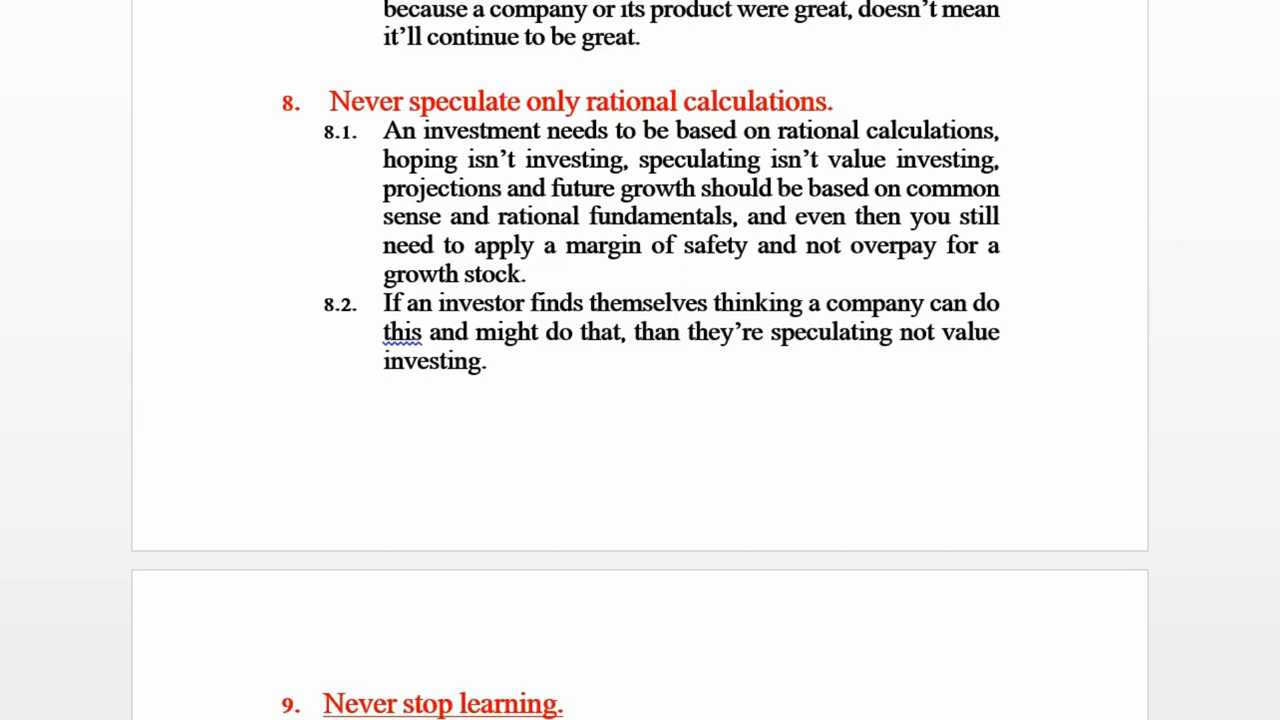 because a company or its product were great, doesn’t mean
it’ll continue to be great.
8. Never speculate only rational calculations.
8.1. An investment needs to be based on rational calculations,
hoping isn’t investing, speculating isn’t value investing,
projections and future growth should be based on common
sense and rational fundamentals, and even then you still
need to apply a margin of safety and not overpay for a
growth stock.
8.2. If an investor finds themselves thinking a company can do
this and might do that, than they’re speculating not value
investing.
9. Never stop learning.